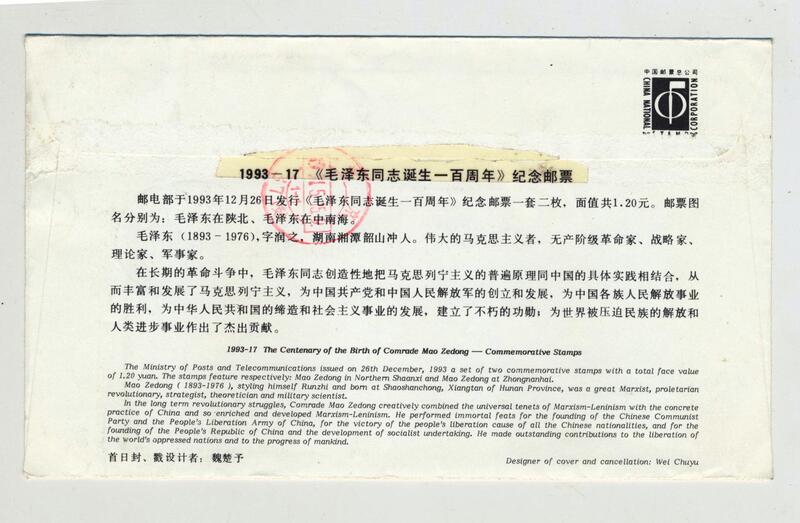 中国邮票总公司
CHINA NATIONAL
STAMP
CORPORATION
1993－17 《毛泽东同志诞生一百周年》纪念邮票
邮电部于1993年12月26日发行《毛泽东同志诞生一百周年》纪念邮票一套二枚，面值共1.20元。邮票图
名分别为：毛泽东在陕北、毛泽东在中南海。
毛泽东（1893－1976），字润之，湖南湘潭韶山冲人。伟大的马克思主义者，无产阶级革命家、战略家、
理论家、军事家。
在长期的革命斗争中，毛泽东同志创造性地把马克思列宁主义的普遍原理同中国的具体实践相结合，从
而丰富和发展了马克思列宁主义，为中国共产党和中国人民解放军的创立和发展，为中国各族人民解放事业
的胜利，为中华人民共和国的缔造和社会主义事业的发展，建立了不朽的功勋；为世界被压迫民族的解放和
人类进步事业作出了杰出贡献。
1993-17 The Centenary of the Birth of Comrade Mao Zedong — Commemorative Stamps
The Ministry of Posts and Telecommunications issued on 26th December, 1993 a set of two commemorative stamps with a total face value
of 1.20 yuan. The stamps feature respectively: Mao Zedong in Northern Shaanxi and Mao Zedong at Zhongnanhai.
Mao Zedong (1893-1976), styling himself Runzhi and born at Shaoshanchong, Xiangtan of Hunan Province, was a great Marxist, proletarian
revolutionary, strategist, theoretician and military scientist.
In the long term revolutionary struggles, Comrade Mao Zedong creatively combined the universal tenets of Marxism-Leninism with the concrete
practice of China and so enriched and developed Marxism-Leninism. He performed immortal feats for the founding of the Chinese Communist
Party and the People's Liberation Army of China, for the victory of the people's liberation cause of all the Chinese nationalities, and for the
founding of the People's Republic of China and the development of socialist undertaking. He made outstanding contributions to the liberation of
the world's appressed nations and to the progress of mankind.
首日封、戳设计者：魏楚予
Designer of cover and cancellation: Wei Chuyu